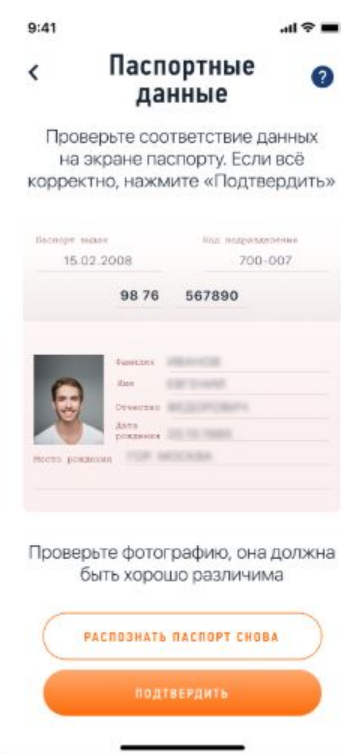 9:41
Паспортные
данные
?
Проверьте соответствие данных
на экране паспорту. Если всё
корректно, нажмите «Подтвердить»
Паспорт выдан Код подразделения
15.02.2008 700-007
98 76 567890
Фамилия
Имя
Отчество
Дата
рождения
Место рождения
Проверьте фотографию, она должна
быть хорошо различима
РАСПОЗНАТЬ ПАСПОРТ СНОВА
ПОДТВЕРДИТЬ